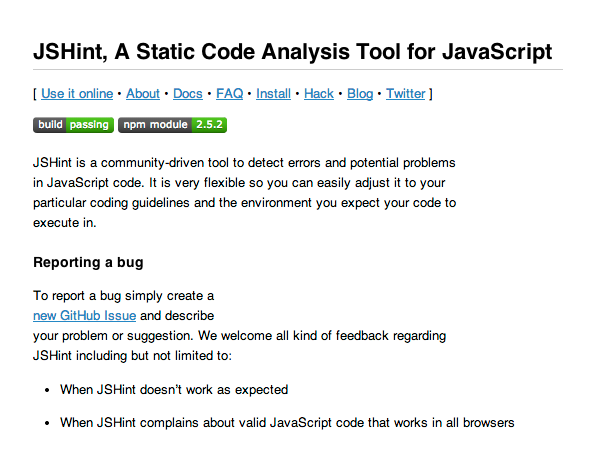 JSHint, A Static Code Analysis Tool for JavaScript
[ Use it online • About • Docs • FAQ • Install • Hack • Blog • Twitter ]
build passing npm module 2.5.2
JSHint is a community-driven tool to detect errors and potential problems
in JavaScript code. It is very flexible so you can easily adjust it to your
particular coding guidelines and the environment you expect your code to
execute in.
Reporting a bug
To report a bug simply create a
new GitHub Issue and describe
your problem or suggestion. We welcome all kind of feedback regarding
JSHint including but not limited to:
• When JSHint doesn’t work as expected
• When JSHint complains about valid JavaScript code that works in all browsers